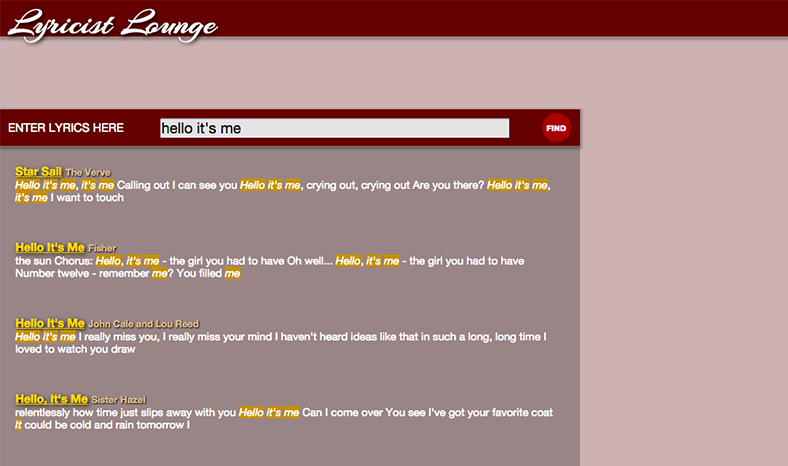 Lyricist Lounge
ENTER LYRICS HERE hello it's me FIND
Star Sail The Verve
Hello it's me, it's me Calling out I can see you Hello it's me, crying out, crying out Are you there? Hello it's me,
it's me I want to touch
Hello It's Me Fisher
the sun Chorus: Hello, it's me - the girl you had to have Oh well... Hello, it's me - the girl you had to have
Number twelve - remember me? You filled me
Hello It's Me John Cale and Lou Reed
Hello it's me I really miss you, I really miss your mind I haven't heard ideas like that in such a long, long time I
loved to watch you draw
Hello, It's Me Sister Hazel
relentlessly how time just slips away with you Hello it's me Can I come over You see I've got your favorite coat
It could be cold and rain tomorrow I